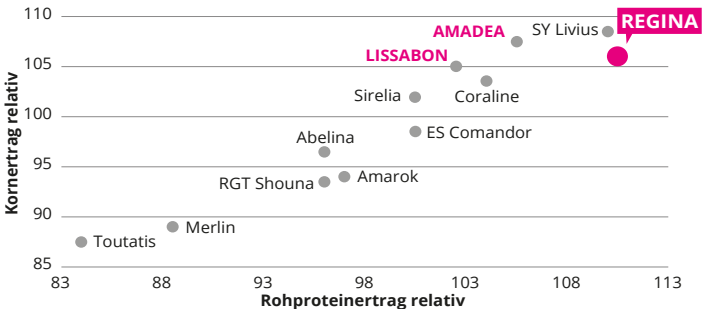 110
REGINA
AMADEA
SY Livius
LISSABON
105
Sirelia
Coraline
100
ES Comandor
Abelina
95
RGT Shouna
Amarok
90
Merlin
Toutatis
85
Kornertrag relativ
83
88
93
98
103
108
113
Rohproteinertrag relativ